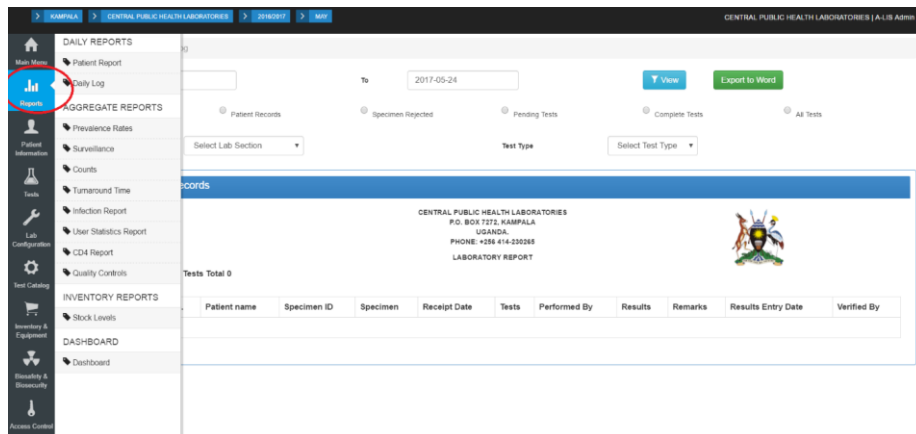 KAMPALA
CENTRAL PUBLIC HEALTH LABORATORIES
2016/2017
MAY
CENTRAL PUBLIC HEALTH LABORATORIES | A-LIS Admin
Main Menu
Reports
Patient
Information
Tests
Lab
Configuration
Test Catalog
Inventory &
Equipment
Biosafety &
Biosecurity
Access Control
DAILY REPORTS
Patient Report
Daily Log
AGGREGATE REPORTS
Prevalence Rates
Surveillance
Counts
Turnaround Time
Infection Report
User Statistics Report
CD4 Report
Quality Controls
INVENTORY REPORTS
Stock Levels
DASHBOARD
Dashboard
To
2017-05-24
View
Export to Word
Patient Records
Specimen Rejected
Pending Tests
Complete Tests
All Tests
Select Lab Section
Test Type
Select Test Type
ecords
CENTRAL PUBLIC HEALTH LABORATORIES
P.O. BOX 7272, KAMPALA
UGANDA.
PHONE: +256 414-230265
LABORATORY REPORT
Tests Total 0
Patient name Specimen ID Specimen Receipt Date Tests Performed By Results Remarks Results Entry Date Verified By